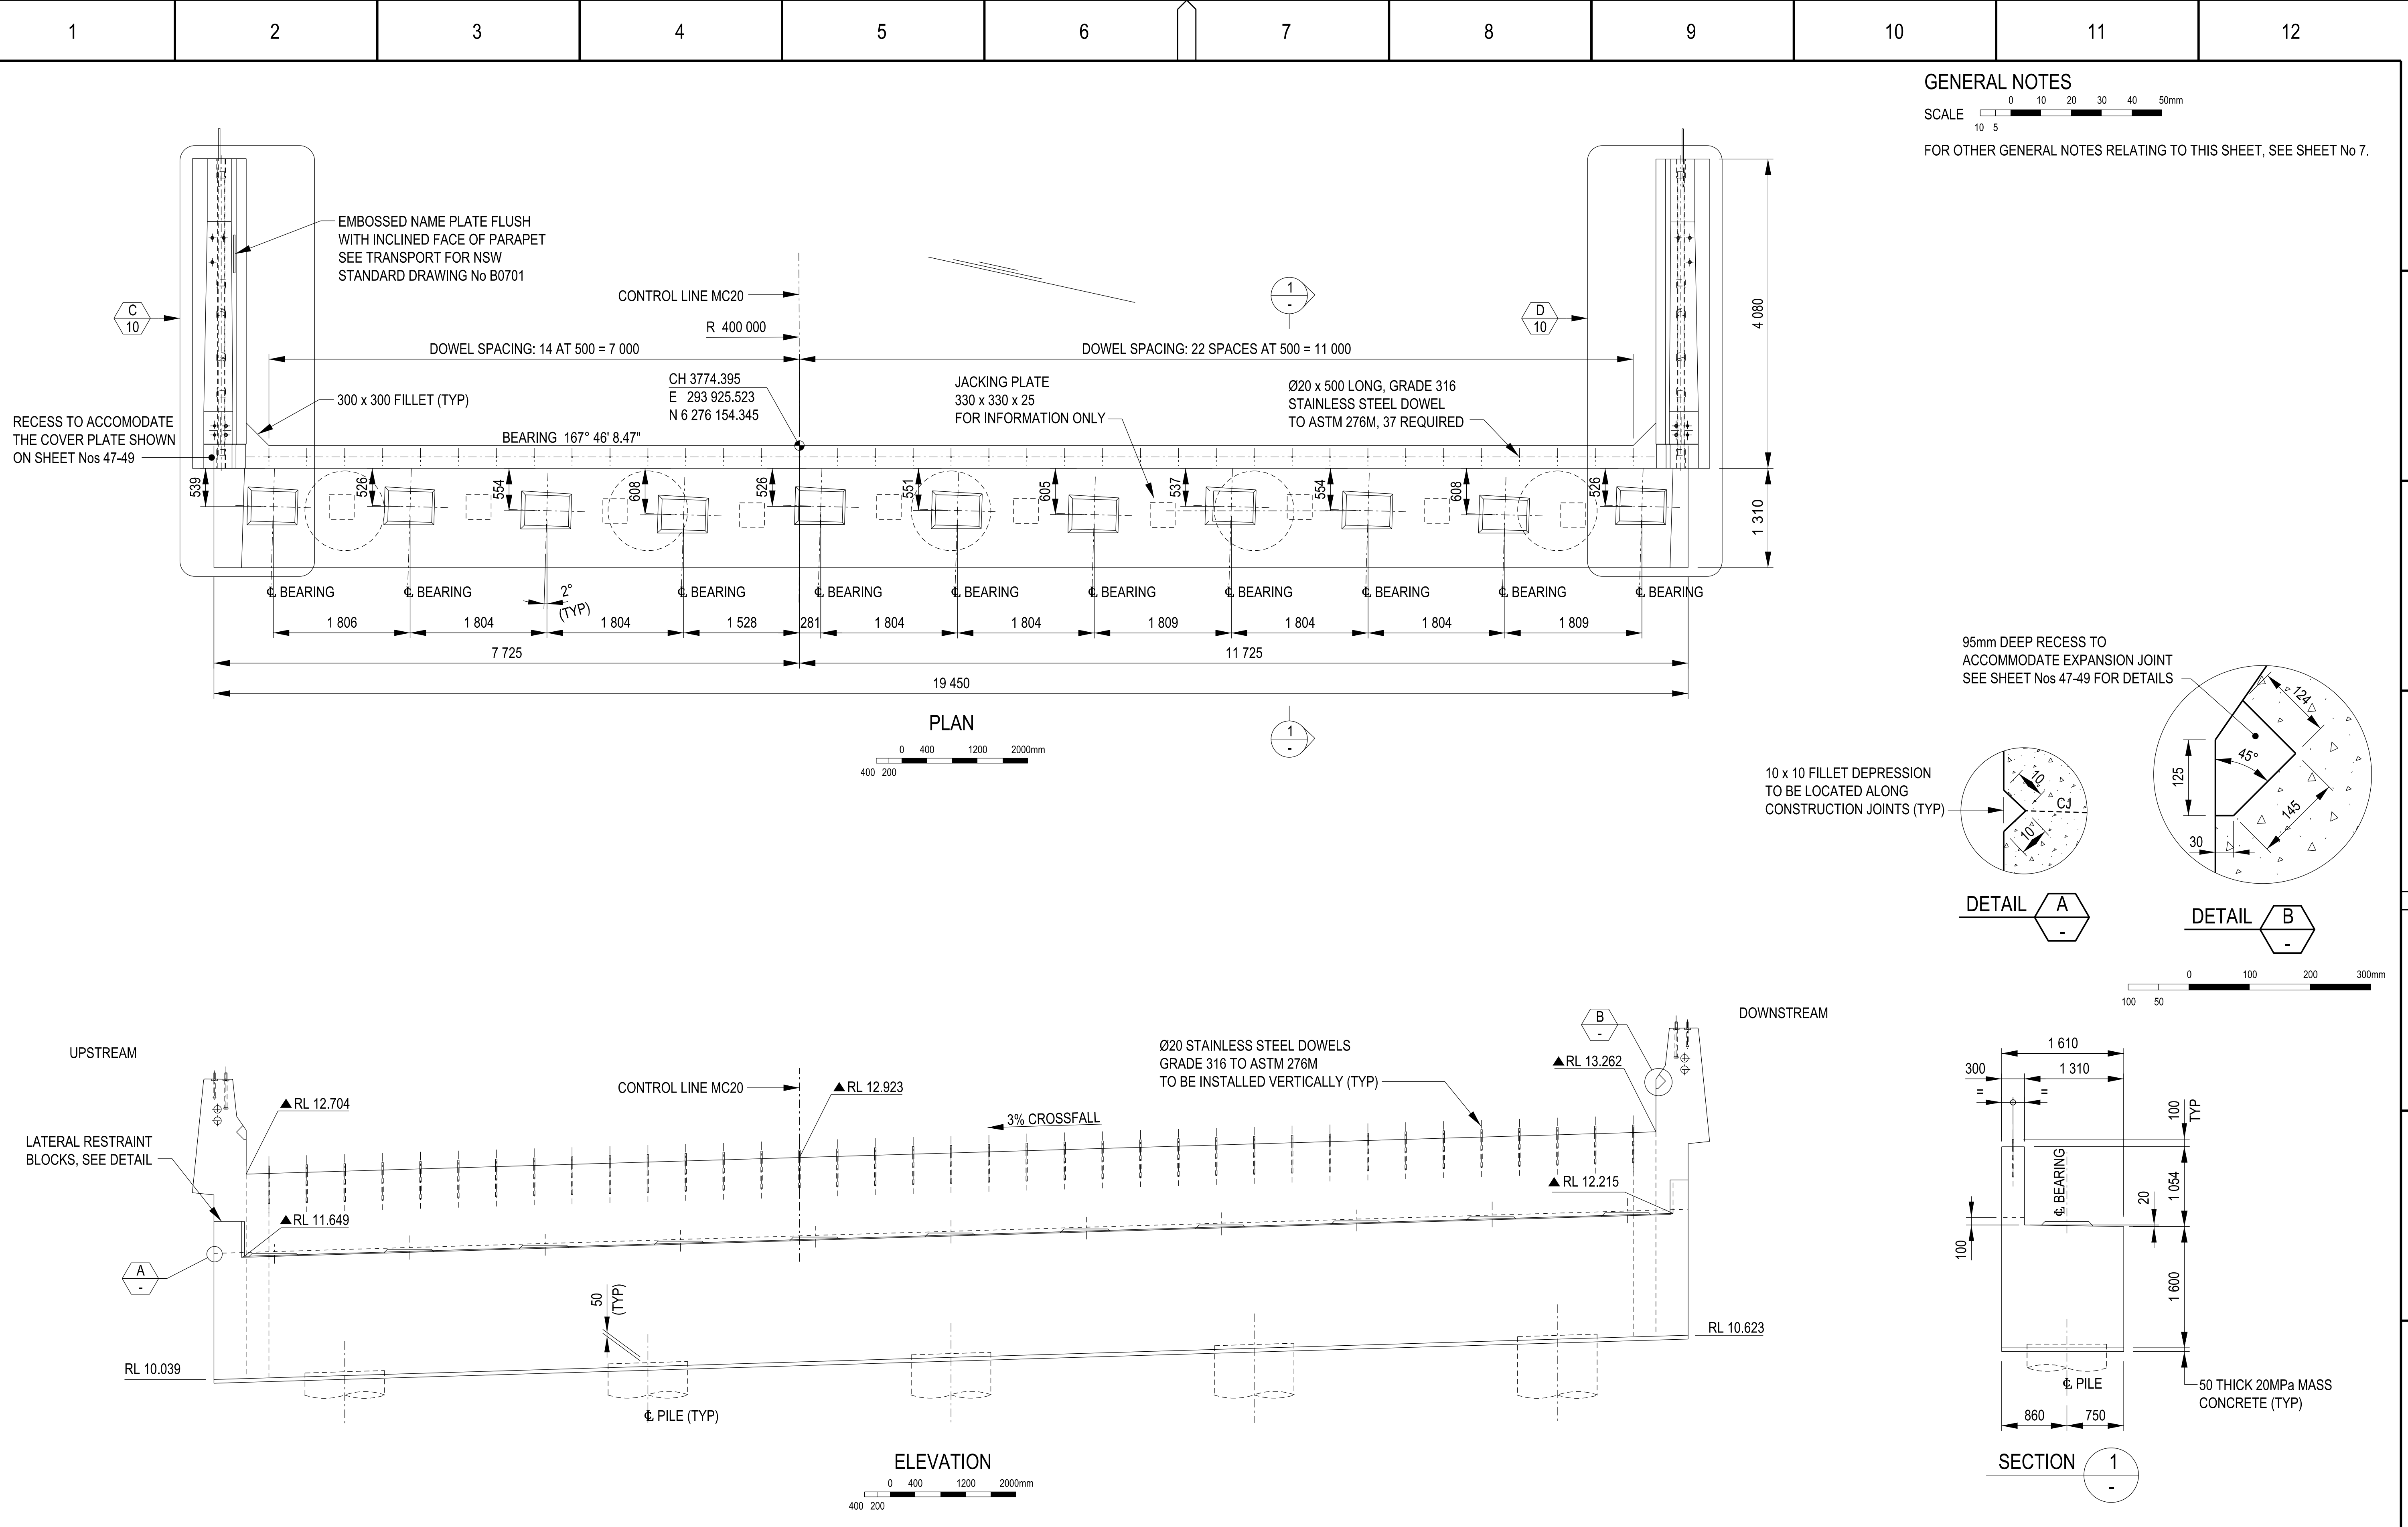 1 2 3 4 5 6 7 8 9 10 11 12
GENERAL NOTES
0 10 20 30 40 50mm
SCALE
10 5
FOR OTHER GENERAL NOTES RELATING TO THIS SHEET, SEE SHEET No 7.
EMBOSSED NAME PLATE FLUSH
WITH INCLINED FACE OF PARAPET
SEE TRANSPORT FOR NSW
STANDARD DRAWING No B0701
C
10
CONTROL LINE MC20
R 400 000
1
-
D
10
4 080
DOWEL SPACING: 14 AT 500 = 7 000
DOWEL SPACING: 22 SPACES AT 500 = 11 000
300 x 300 FILLET (TYP)
CH 3774.395
E 293 925.523
N 6 276 154.345
JACKING PLATE
330 x 330 x 25
FOR INFORMATION ONLY
Ø20 x 500 LONG, GRADE 316
STAINLESS STEEL DOWEL
TO ASTM 276M, 37 REQUIRED
RECESS TO ACCOMODATE
THE COVER PLATE SHOWN
ON SHEET Nos 47-49
BEARING 167° 46' 8.47"
539 526 554 608 526 551 605 537 554 608 526
1 310
℄ BEARING ℄ BEARING ℄ BEARING ℄ BEARING ℄ BEARING ℄ BEARING ℄ BEARING ℄ BEARING ℄ BEARING ℄ BEARING
2°
(TYP)
1 806 1 804 1 804 1 528 281 1 804 1 804 1 809 1 804 1 804 1 809
7 725 11 725
19 450
PLAN
0 400 1200 2000mm
400 200
1
-
95mm DEEP RECESS TO
ACCOMMODATE EXPANSION JOINT
SEE SHEET Nos 47-49 FOR DETAILS
124
45°
125
145
30
10 x 10 FILLET DEPRESSION
TO BE LOCATED ALONG
CONSTRUCTION JOINTS (TYP)
10
CJ
10
DETAIL A
-
DETAIL B
-
0 100 200 300mm
100 50
UPSTREAM
DOWNSTREAM
B
-
Ø20 STAINLESS STEEL DOWELS
GRADE 316 TO ASTM 276M
TO BE INSTALLED VERTICALLY (TYP)
CONTROL LINE MC20
▲RL 12.704
▲RL 12.923
▲RL 13.262
3% CROSSFALL
LATERAL RESTRAINT
BLOCKS, SEE DETAIL
▲RL 11.649
▲RL 12.215
A
-
50
(TYP)
RL 10.039
RL 10.623
℄ PILE (TYP)
ELEVATION
0 400 1200 2000mm
400 200
1 610
300 1 310
= =
100
TYP
℄ BEARING
1 054
20
100
1 600
℄ PILE
50 THICK 20MPa MASS
CONCRETE (TYP)
860 750
SECTION 1
-